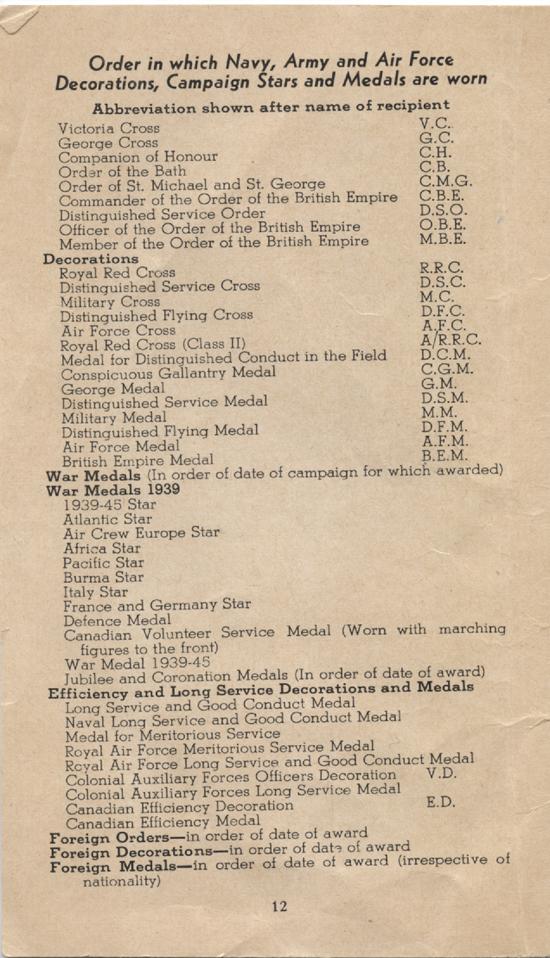 Order in which Navy, Army and Air Force
Decorations, Campaign Stars and Medals are worn
Abbreviation shown after name of recipient
Victoria Cross V.C.
George Cross G.C.
Companion of Honour C.H.
Order of the Bath C.B.
Order of St. Michael and St. George C.M.G.
Commander of the Order of the British Empire C.B.E.
Distinguished Service Order D.S.O.
Officer of the Order of the British Empire O.B.E.
Member of the Order of the British Empire M.B.E.
Decorations
Royal Red Cross R.R.C.
Distinguished Service Cross D.S.C.
Military Cross M.C.
Distinguished Flying Cross D.F.C.
Air Force Cross A.F.C.
Royal Red Cross (Class II) A/R.R.C.
Medal for Distinguished Conduct in the Field D.C.M.
Conspicuous Gallantry Medal C.G.M.
George Medal G.M.
Distinguished Service Medal D.S.M.
Military Medal M.M.
Distinguished Flying Medal D.F.M.
Air Force Medal A.F.M.
British Empire Medal B.E.M.
War Medals (In order of date of campaign for which awarded)
War Medals 1939
1939-45 Star
Atlantic Star
Air Crew Europe Star
Africa Star
Pacific Star
Burma Star
Italy Star
France and Germany Star
Defence Medal
Canadian Volunteer Service Medal (Worn with marching
figures to the front)
War Medal 1939-45
Jubilee and Coronation Medals (In order of date of award)
Efficiency and Long Service Decorations and Medals
Long Service and Good Conduct Medal
Naval Long Service and Good Conduct Medal
Medal for Meritorious Service
Royal Air Force Meritorious Service Medal
Royal Air Force Long Service and Good Conduct Medal
Colonial Auxiliary Forces Officers Decoration V.D.
Colonial Auxiliary Forces Long Service Medal
Canadian Efficiency Decoration E.D.
Canadian Efficiency Medal
Foreign Orders—in order of date of award
Foreign Decorations—in order of date of award
Foreign Medals—in order of date of award (irrespective of
nationality)
12